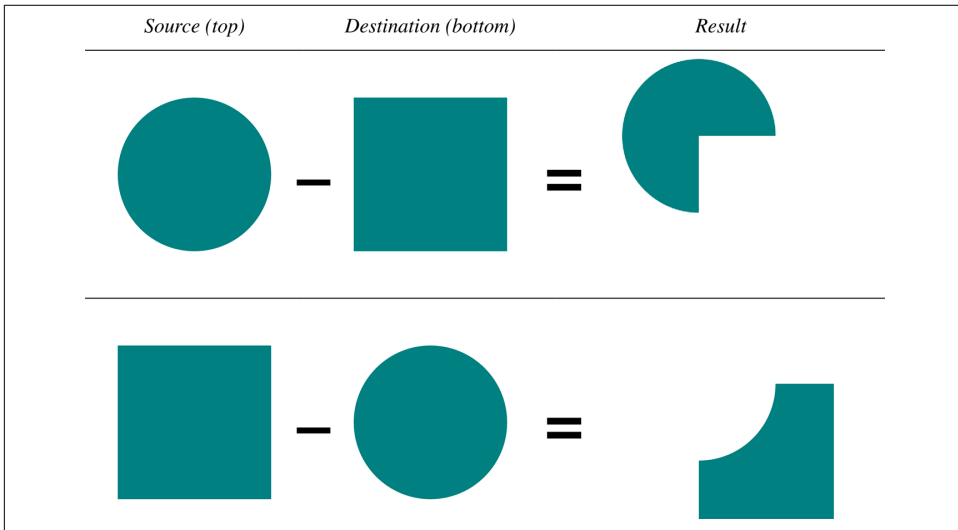 Source (top) Destination (bottom) Result
− =
− =